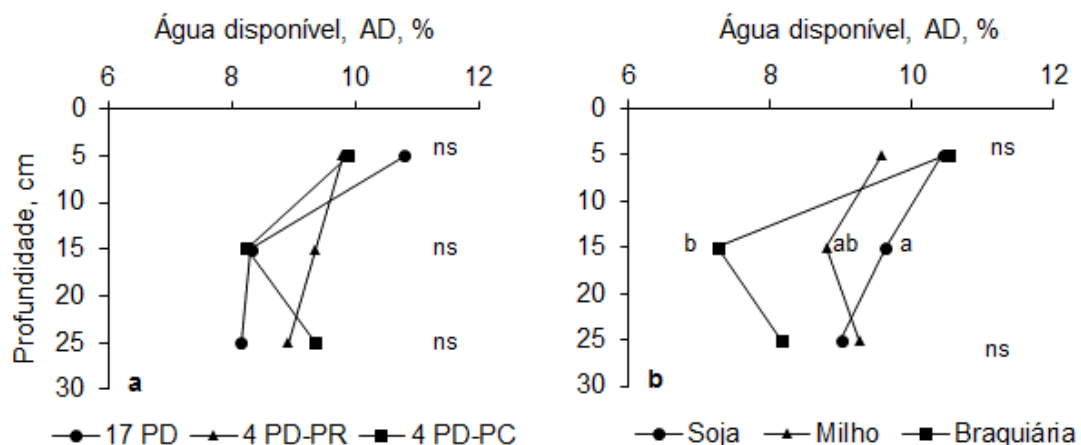 Água disponível, AD, %
6 8 10 12
0
5
10
15
20
25
30
Profundidade, cm
ns
ns
ns
a
17 PD 4 PD-PR 4 PD-PC
Água disponível, AD, %
6 8 10 12
0
5
10
15
20
25
30
ns
b ab a
ns
b
Soja Milho Braquiária